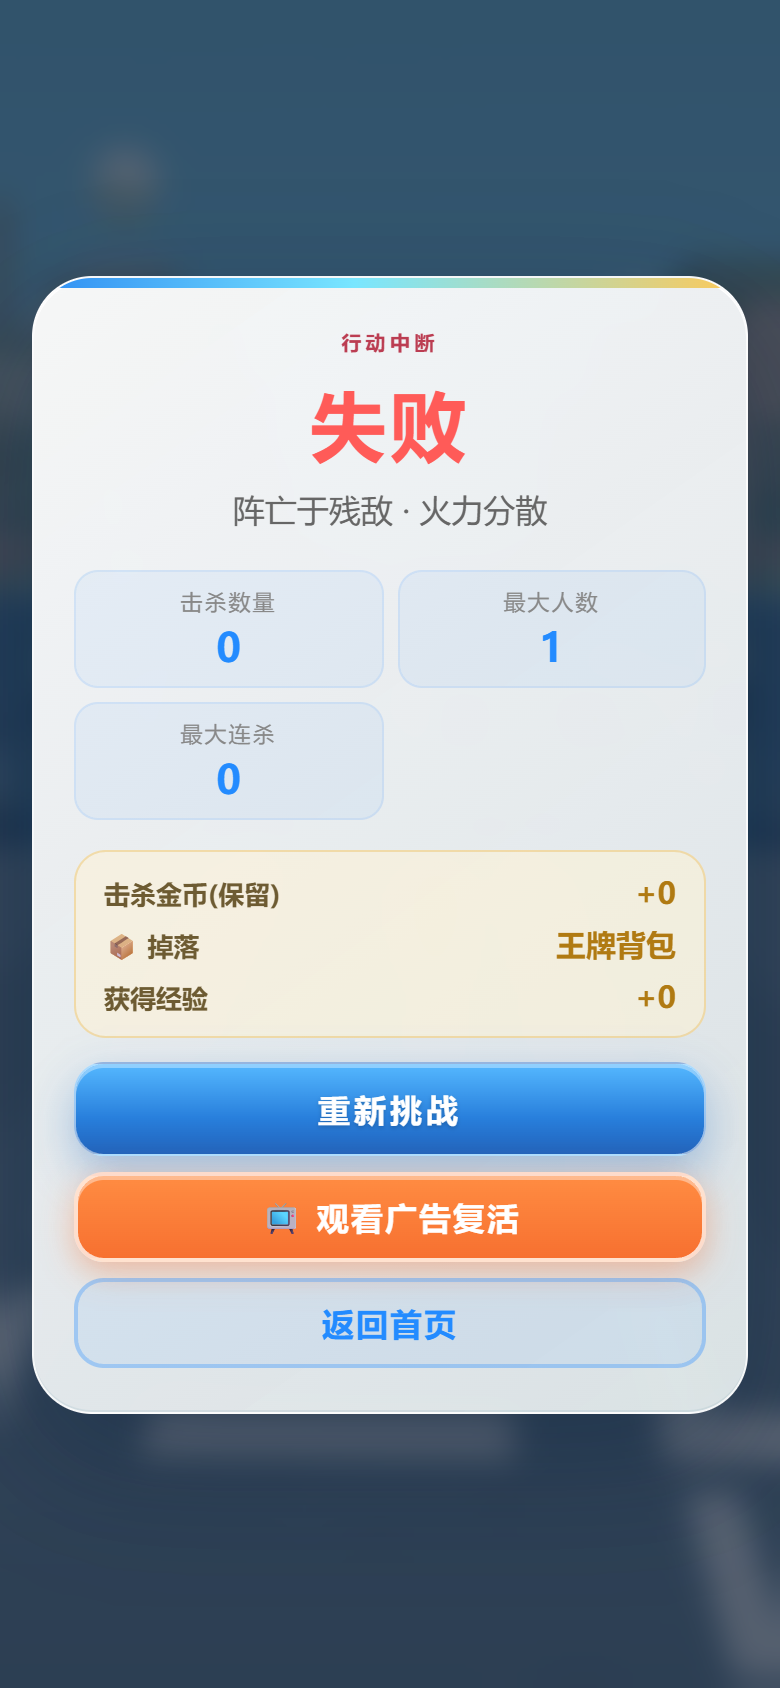 行动中断
失败
阵亡于残敌 · 火力分散
击杀数量
0
最大人数
1
最大连杀
0
击杀金币(保留) +0
掉落 王牌背包
获得经验 +0
重新挑战
观看广告复活
返回首页